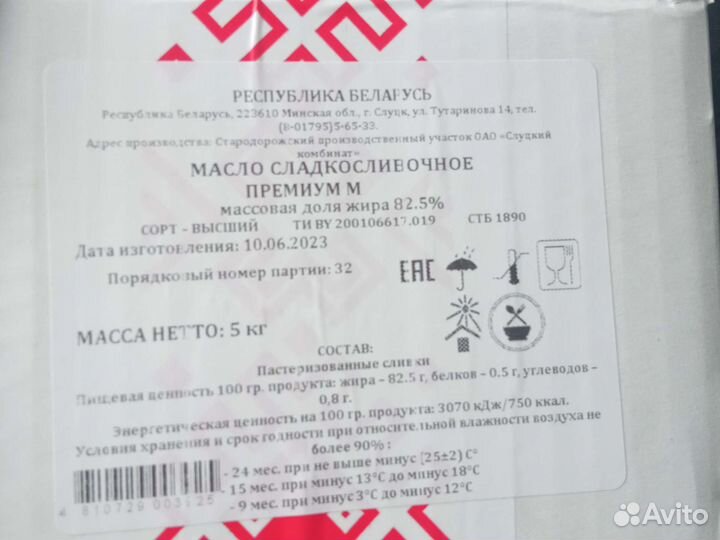 РЕСПУБЛИКА БЕЛАРУСЬ
Республика Беларусь, 223610 Минская обл., г. Слуцк, ул. Тутаринова 14, тел.
(8-01795)5-65-33.
Адрес производства: Стародорожский производственный участок ОАО «Слуцкий
комбинат»
МАСЛО СЛАДКОСЛИВОЧНОЕ
ПРЕМИУМ М
массовая доля жира 82.5%
СОРТ - ВЫСШИЙ ТИ BY 200106617.019 СТБ 1890
Дата изготовления: 10.06.2023
Порядковый номер партии: 32
ЕАС
МАССА НЕТТО: 5 кг
СОСТАВ:
Пастеризованные сливки
Пищевая ценность 100 гр. продукта: жира – 82.5 г, белков – 0.5 г, углеводов –
0,8 г.
Энергетическая ценность на 100 гр. продукта: 3070 кДж/750 ккал.
Условия хранения и срок годности при относительной влажности воздуха не
более 90% :
- 24 мес. при не выше минус (25±2) С°
- 15 мес. при минус 13°С до минус 18°С
- 9 мес. при минус 3°С до минус 12°С
4 810729 003125
Avito